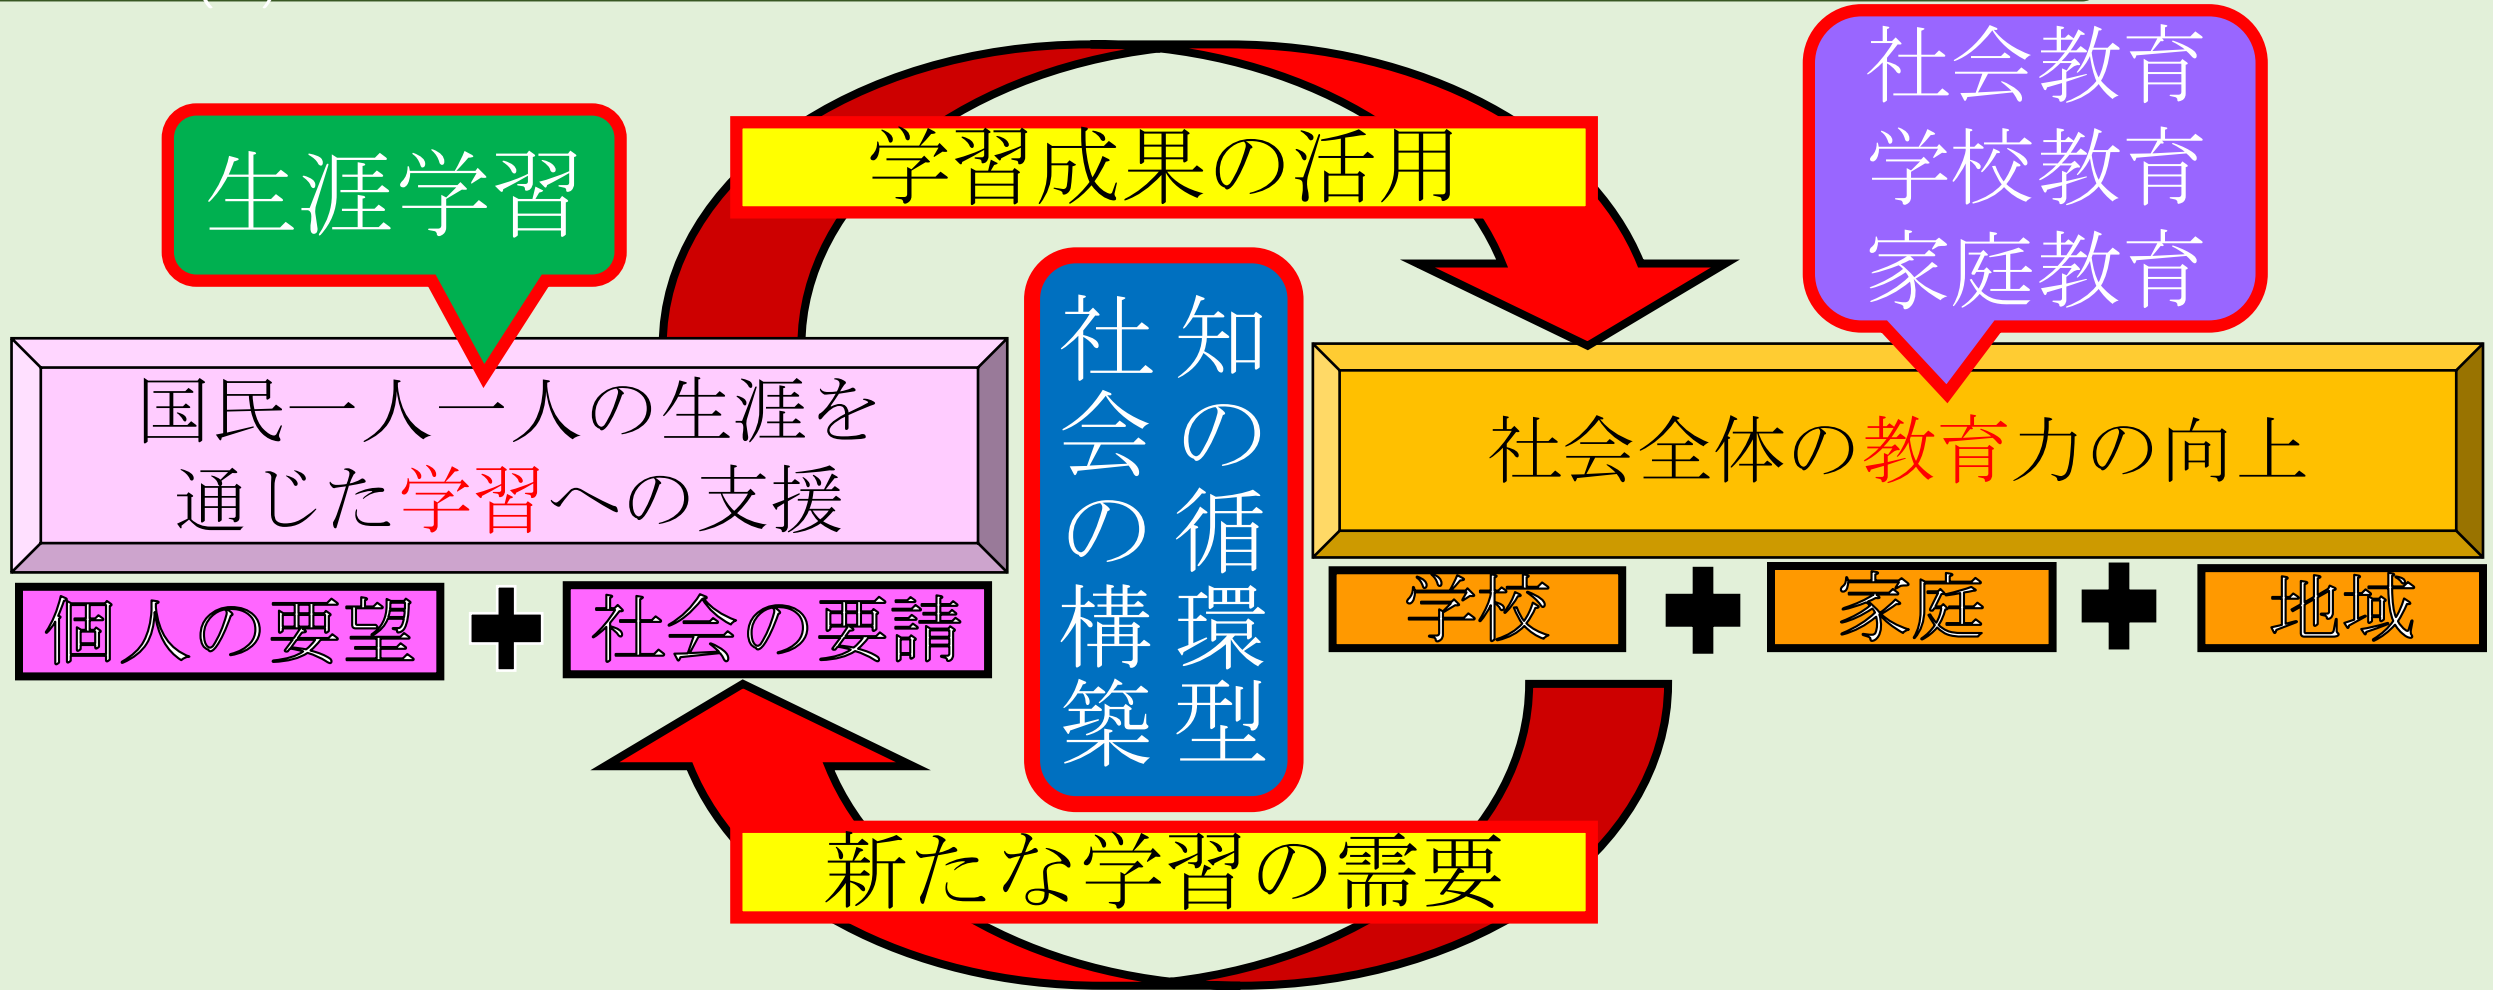 学習成果の活用
生涯学習
社会教育
学校教育
家庭教育
国民一人一人の生涯を
通じた学習への支援
知の循環型
社会の構築
社会全体の教育力の向上
個人の要望
社会の要請
学校
家庭
地域
新たな学習の需要